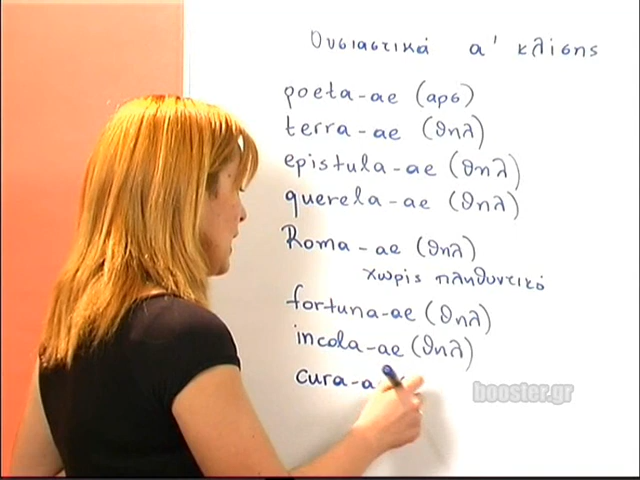 Ουσιαστικά α' κλίσης
poeta-ae (αρσ)
terra-ae (θηλ)
epistula-ae (θηλ)
querela-ae (θηλ)
Roma-ae (θηλ)
χωρίς πληθυντικό
fortuna-ae (θηλ)
incola-ae (θηλ)
cura-a
booster.gr